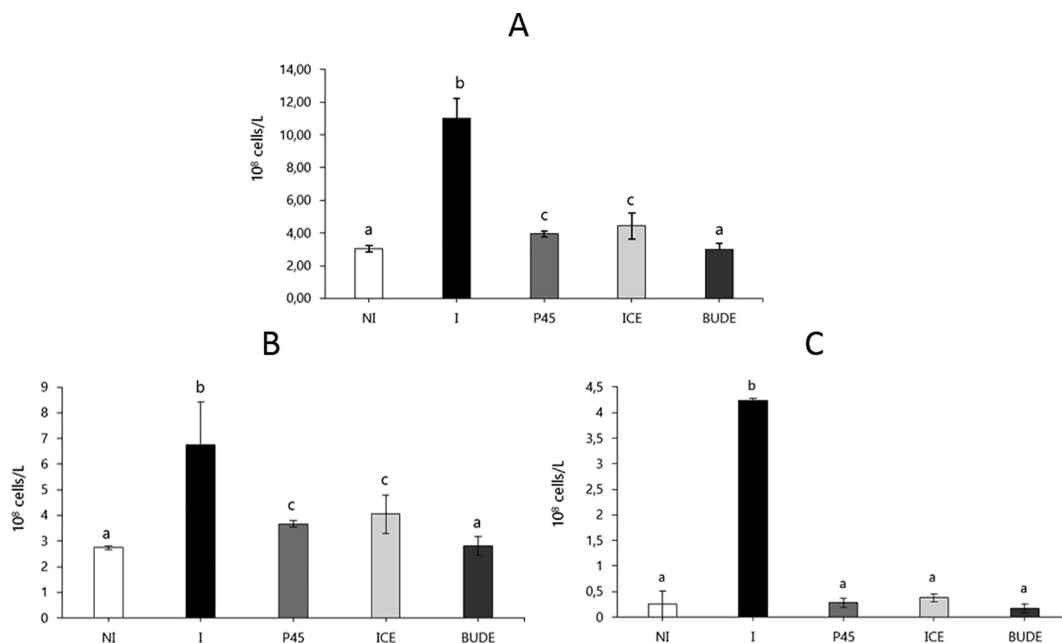 A
14,00
12,00
10,00
8,00
6,00
4,00
2,00
0,00
10⁸ cells/L
a
b
c
c
a
NI I P45 ICE BUDE
B
9
8
7
6
5
4
3
2
1
0
10⁸ cells/L
a
b
c
c
a
NI I P45 ICE BUDE
C
4,5
4
3,5
3
2,5
2
1,5
1
0,5
0
10⁸ cells/L
a
b
a
a
a
NI I P45 ICE BUDE